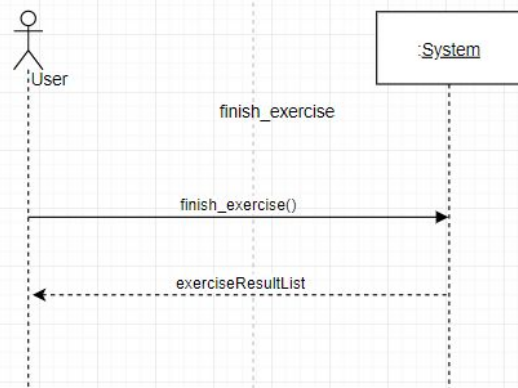 :System
User
finish_exercise
finish_exercise()
exerciseResultList